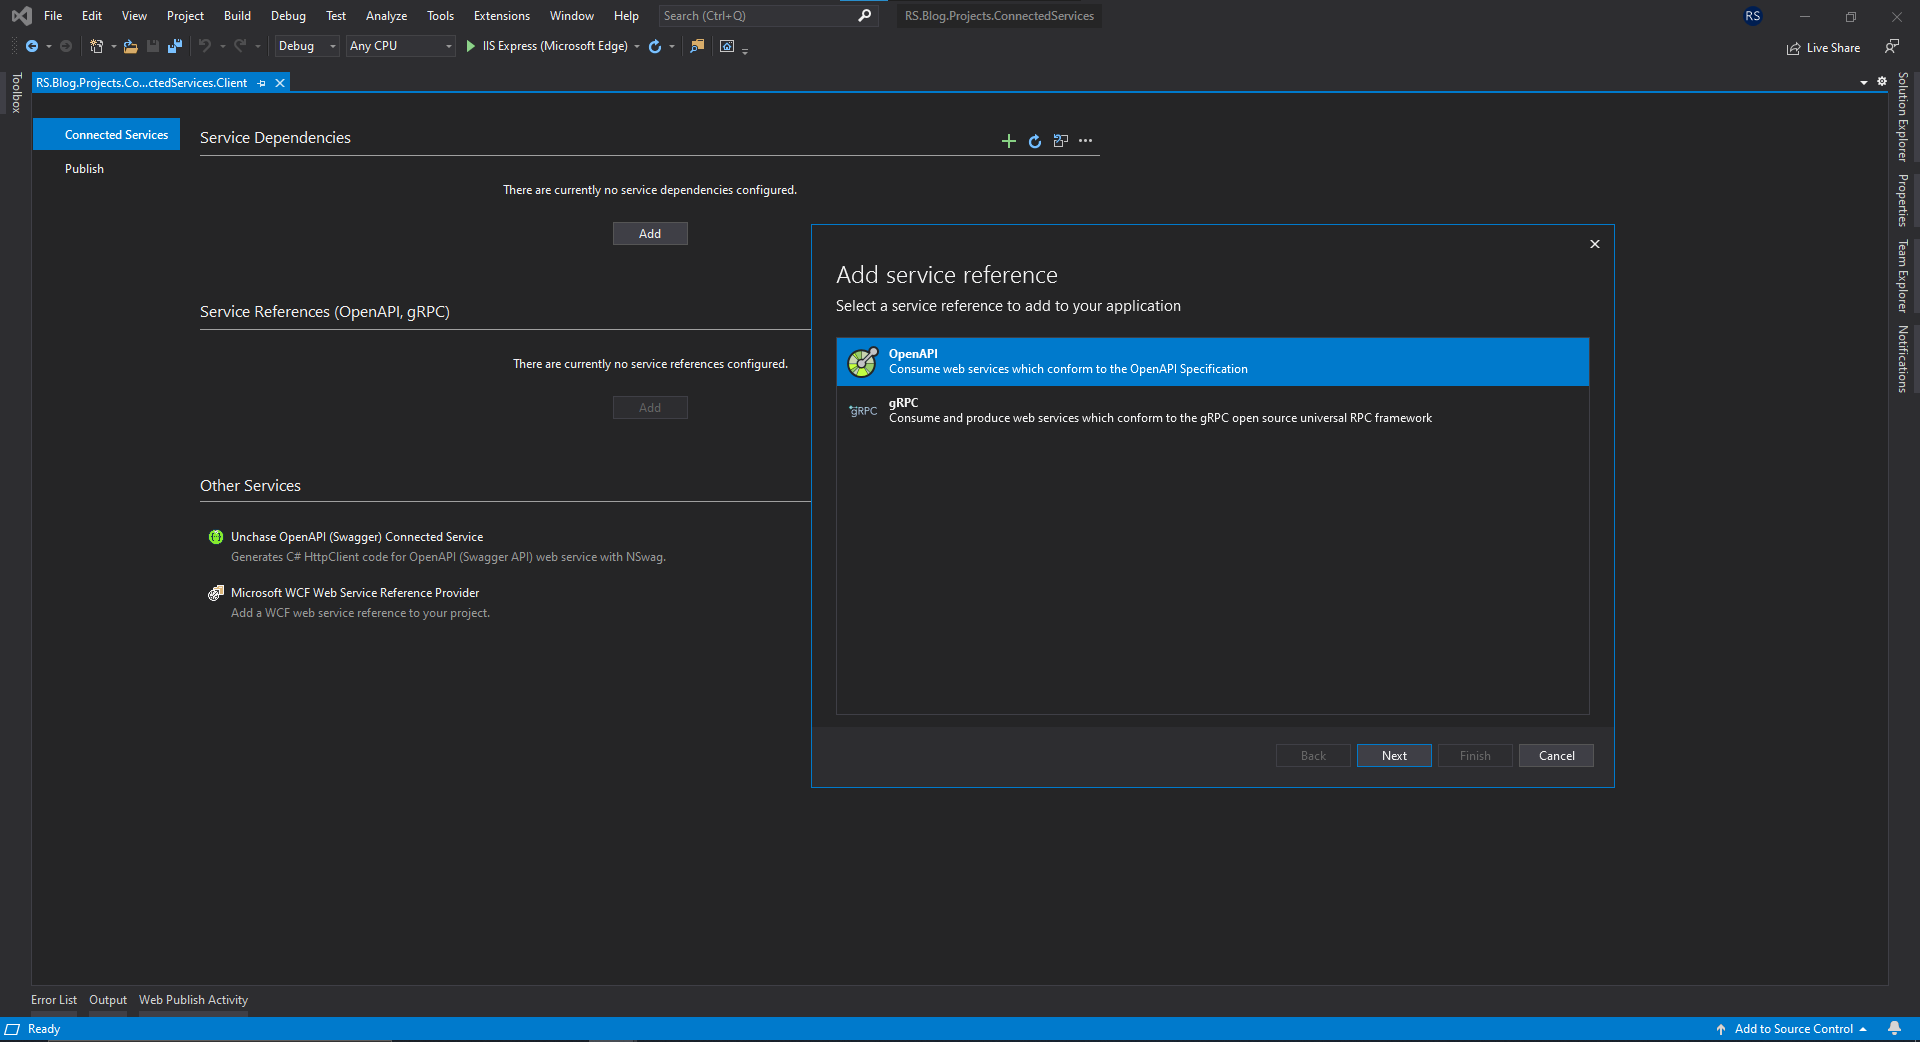 File Edit View Project Build Debug Test Analyze Tools Extensions Window Help Search (Ctrl+Q) RS.Blog.Projects.ConnectedServices RS
Debug Any CPU IIS Express (Microsoft Edge) Live Share
Toolbox
RS.Blog.Projects.Co...ctedServices.Client
Connected Services
Publish
Service Dependencies
There are currently no service dependencies configured.
Add
Service References (OpenAPI, gRPC)
There are currently no service references configured.
Add
Other Services
Unchase OpenAPI (Swagger) Connected Service
Generates C# HttpClient code for OpenAPI (Swagger API) web service with NSwag.
Microsoft WCF Web Service Reference Provider
Add a WCF web service reference to your project.
Add service reference
Select a service reference to add to your application
OpenAPI
Consume web services which conform to the OpenAPI Specification
gRPC
gRPC
Consume and produce web services which conform to the gRPC open source universal RPC framework
Back Next Finish Cancel
Solution Explorer
Properties
Team Explorer
Notifications
Error List Output Web Publish Activity
Ready Add to Source Control